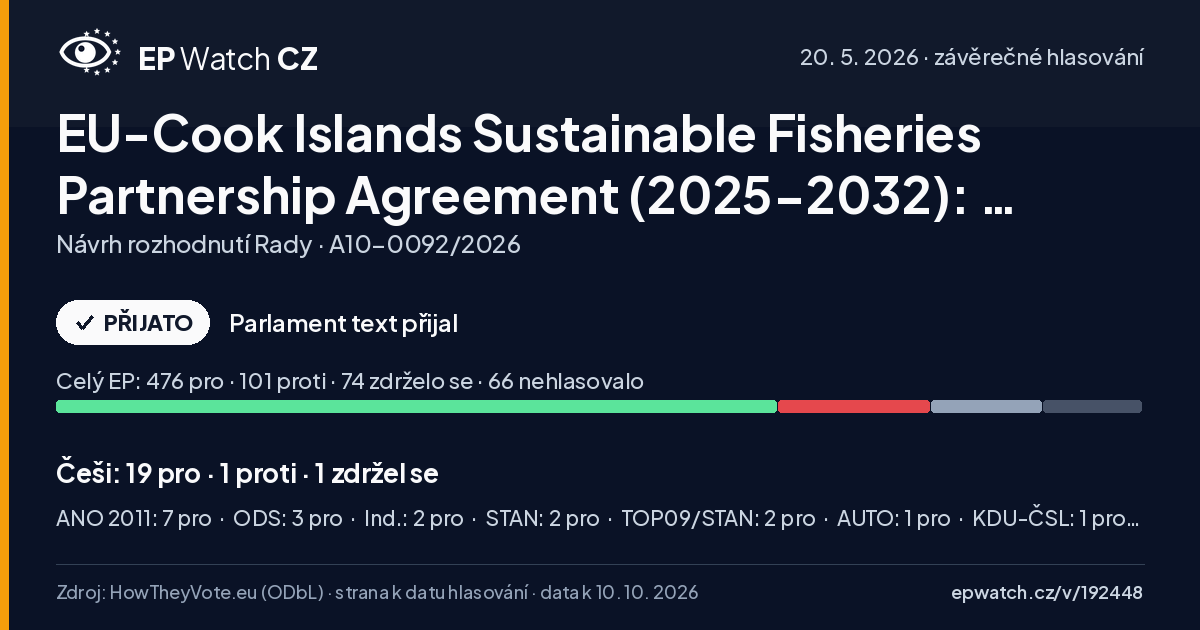 EP Watch CZ
20. 5. 2026 · závěrečné hlasování
EU–Cook Islands Sustainable Fisheries
Partnership Agreement (2025–2032): …
Návrh rozhodnutí Rady · A10–0092/2026
✓ PŘIJATO
Parlament text přijal
Celý EP: 476 pro · 101 proti · 74 zdrželo se · 66 nehlasovalo
Češi: 19 pro · 1 proti · 1 zdržel se
ANO 2011: 7 pro · ODS: 3 pro · Ind.: 2 pro · STAN: 2 pro · TOP09/STAN: 2 pro · AUTO: 1 pro · KDU-ČSL: 1 pro…
Zdroj: HowTheyVote.eu (ODbL) · strana k datu hlasování · data k 10. 10. 2026
epwatch.cz/v/192448